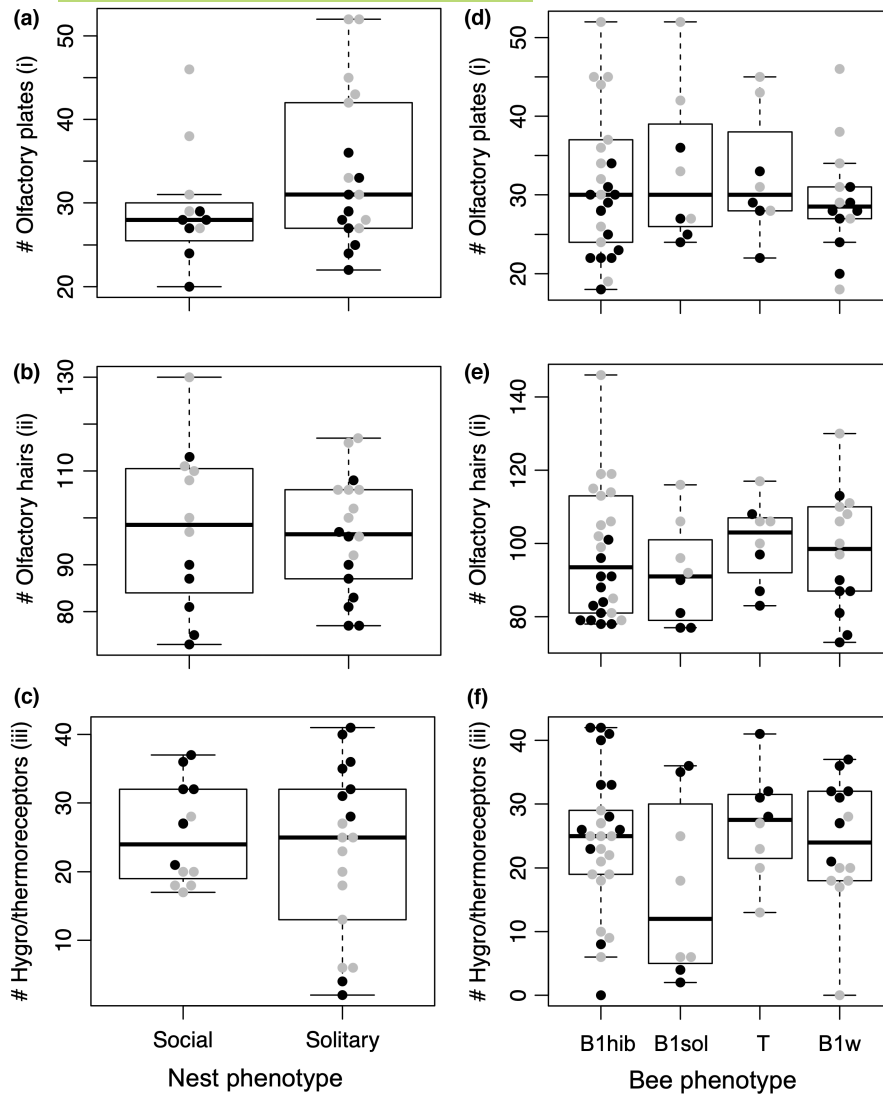 (a)
# Olfactory plates (i)
50
40
30
20
(d)
# Olfactory plates (i)
50
40
30
20
(b)
# Olfactory hairs (ii)
130
110
90
80
(e)
# Olfactory hairs (ii)
140
120
100
80
(c)
# Hygro/thermoreceptors (iii)
40
30
20
10
Social Solitary
Nest phenotype
(f)
# Hygro/thermoreceptors (iii)
40
30
20
10
0
B1hib B1sol T B1w
Bee phenotype